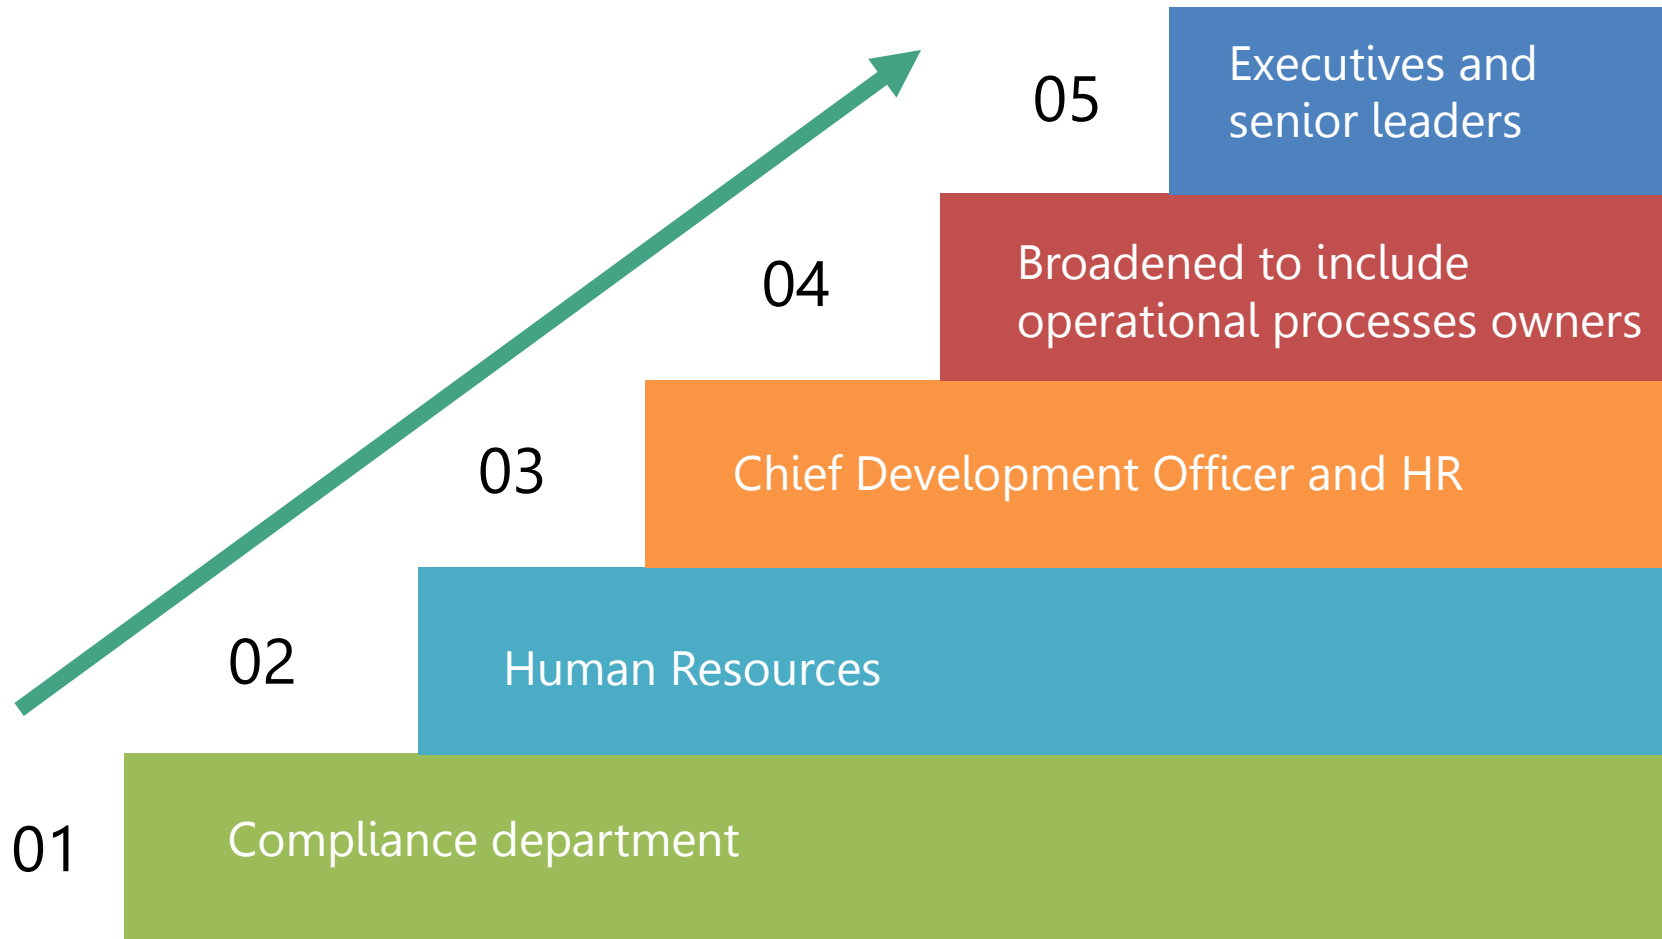 05
Executives and
senior leaders
04
Broadened to include
operational processes owners
03
Chief Development Officer and HR
02
Human Resources
01
Compliance department